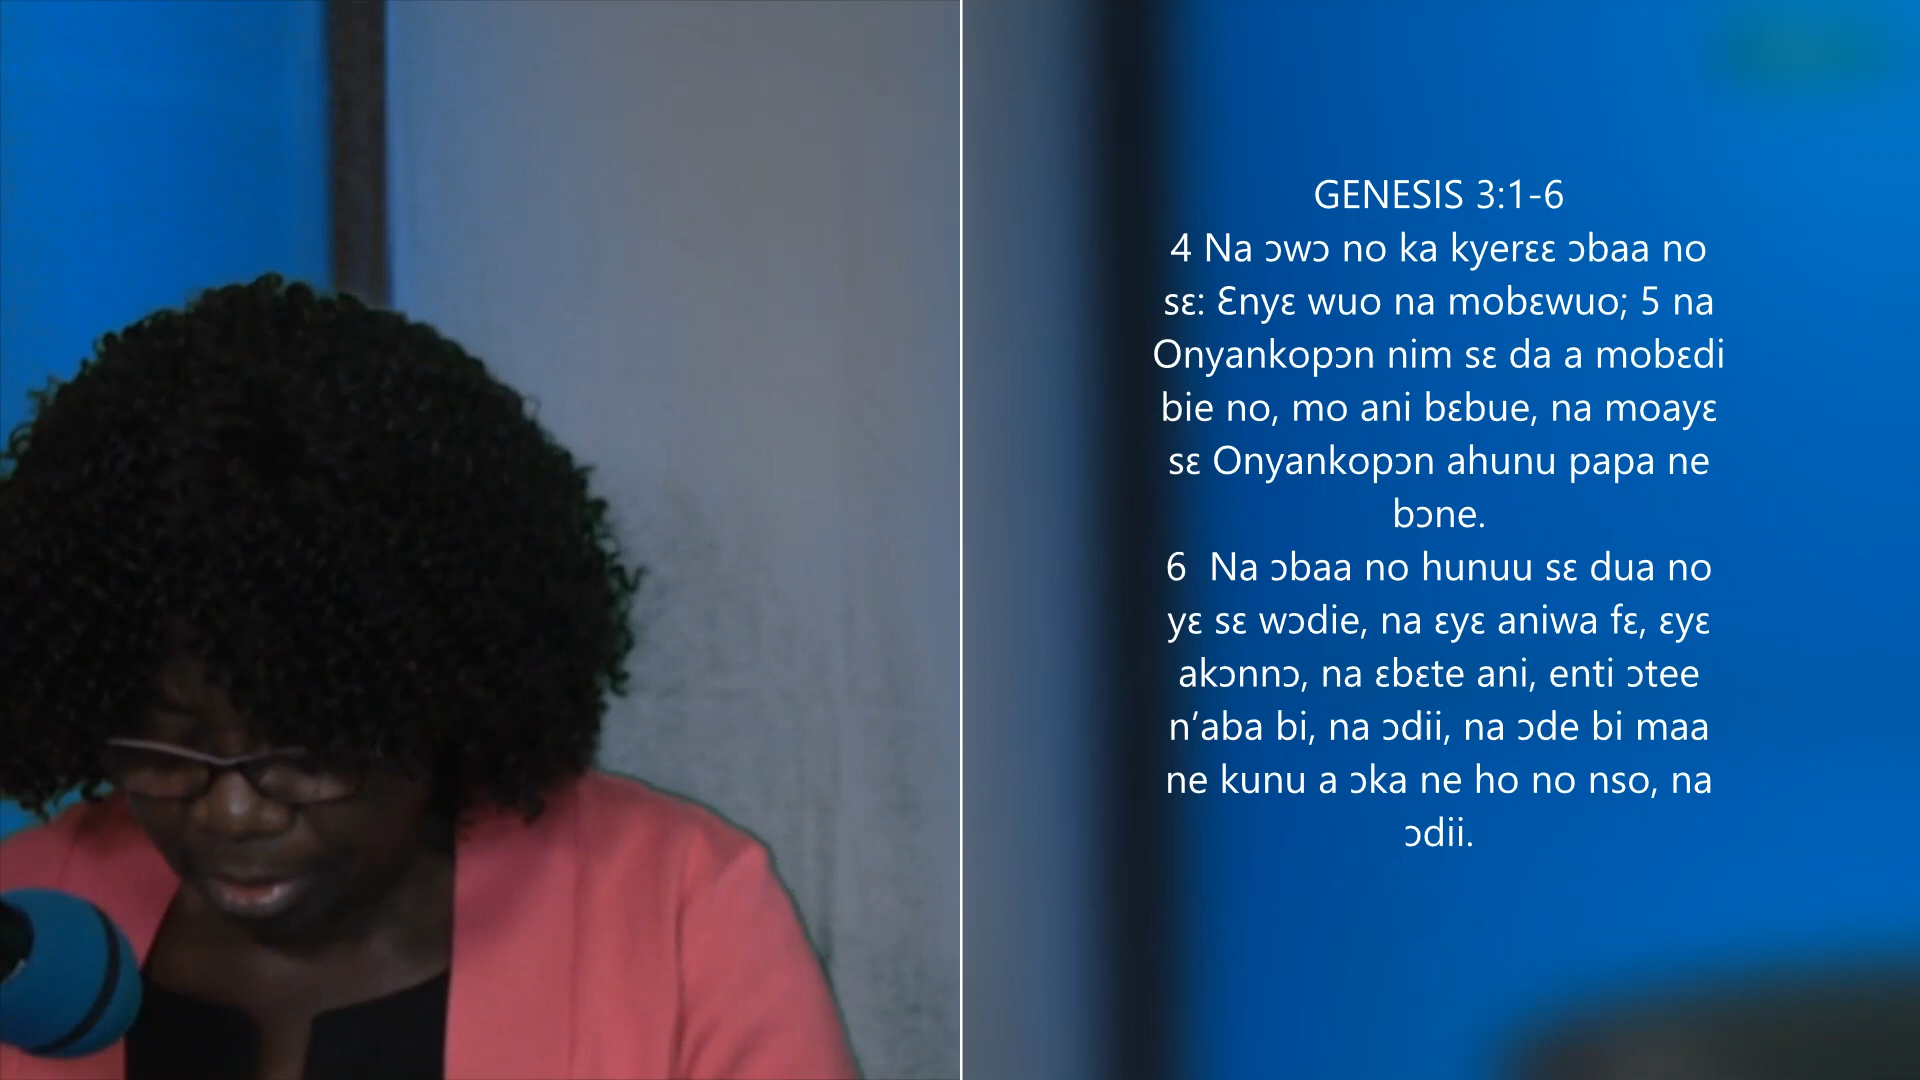 GENESIS 3:1-6
4 Na ɔwɔ no ka kyerɛɛ ɔbaa no
sɛ: Ɛnyɛ wuo na mobɛwuo; 5 na
Onyankopɔn nim sɛ da a mobɛdi
bie no, mo ani bɛbue, na moayɛ
sɛ Onyankopɔn ahunu papa ne
bɔne.
6  Na ɔbaa no hunuu sɛ dua no
yɛ sɛ wɔdie, na ɛyɛ aniwa fɛ, ɛyɛ
akɔnnɔ, na ɛbɛte ani, enti ɔtee
n’aba bi, na ɔdii, na ɔde bi maa
ne kunu a ɔka ne ho no nso, na
ɔdii.